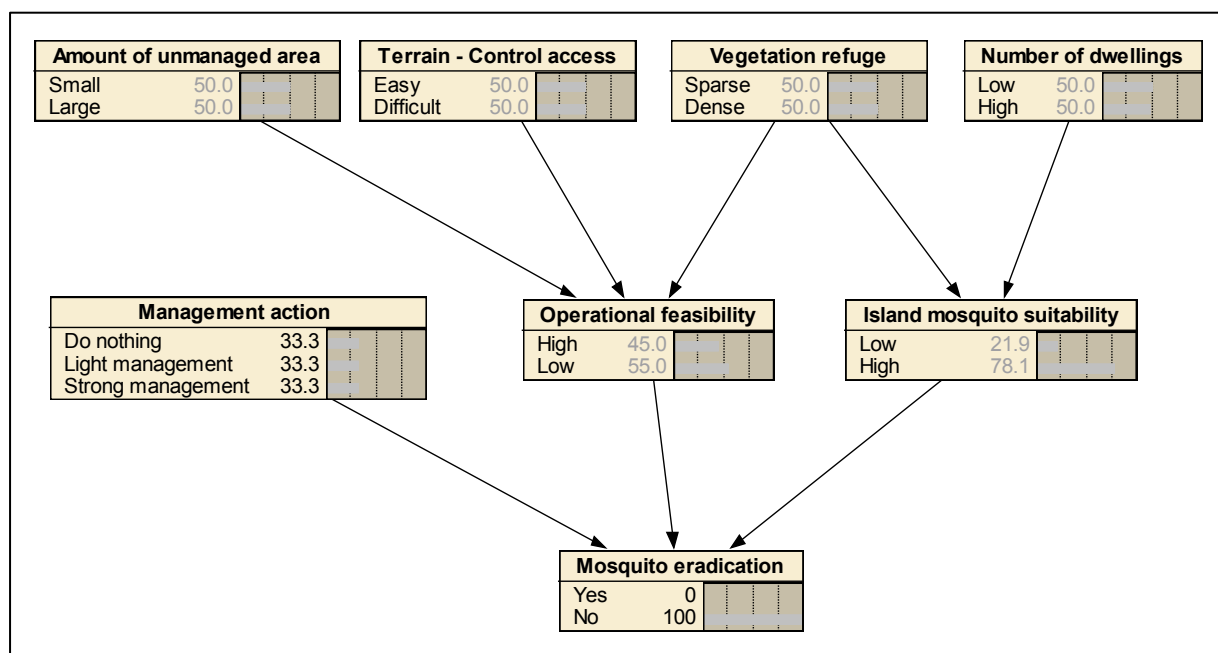 Amount of unmanaged area
Small 50.0
Large 50.0
Terrain - Control access
Easy 50.0
Difficult 50.0
Vegetation refuge
Sparse 50.0
Dense 50.0
Number of dwellings
Low 50.0
High 50.0
Management action
Do nothing 33.3
Light management 33.3
Strong management 33.3
Operational feasibility
High 45.0
Low 55.0
Island mosquito suitability
Low 21.9
High 78.1
Mosquito eradication
Yes 0
No 100